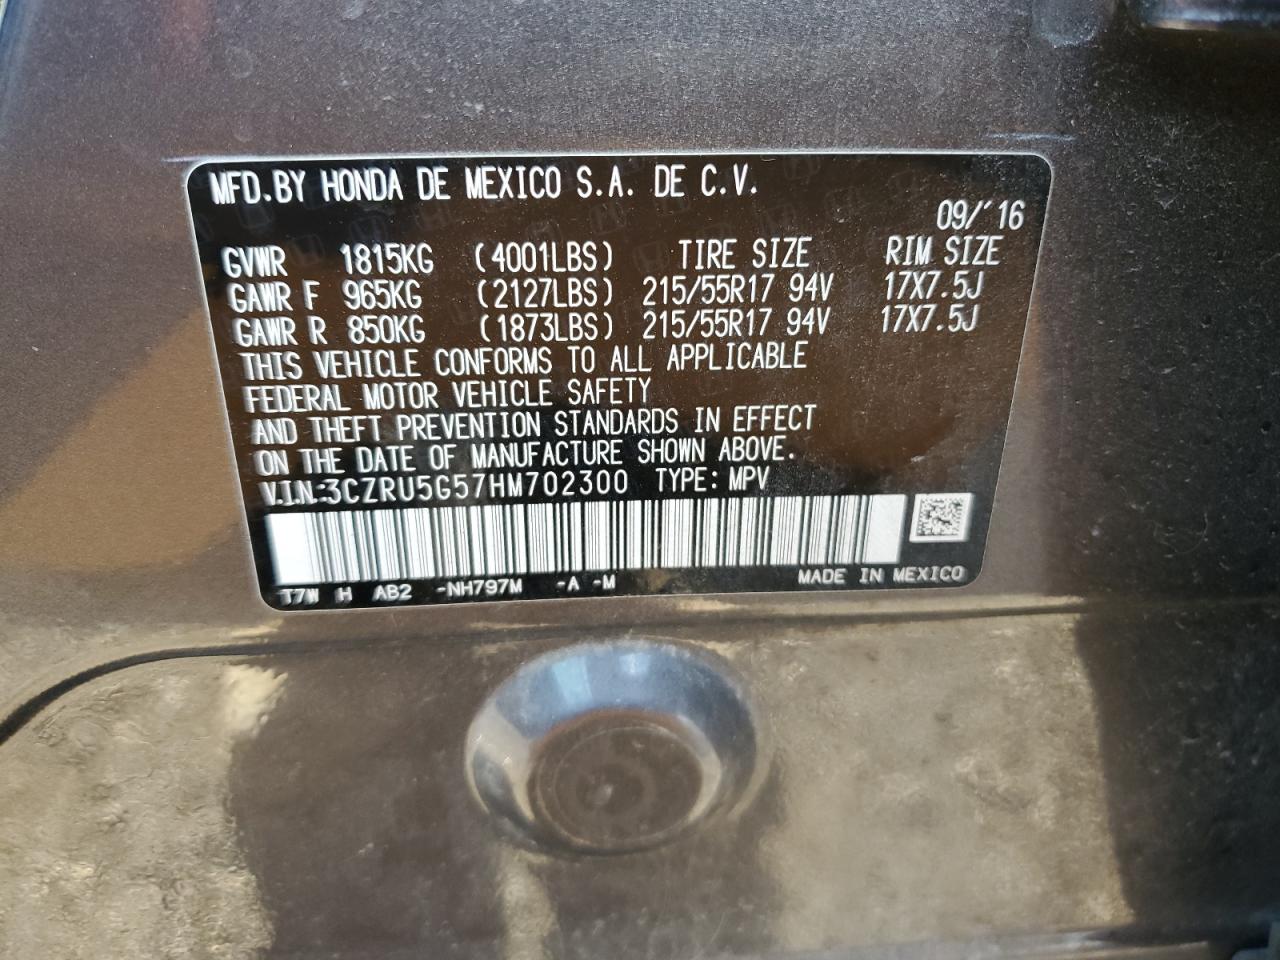 MFD.BY HONDA DE MEXICO S.A. DE C.V.
09/'16
GVWR 1815KG (4001LBS) TIRE SIZE RIM SIZE
GAWR F 965KG (2127LBS) 215/55R17 94V 17X7.5J
GAWR R 850KG (1873LBS) 215/55R17 94V 17X7.5J
THIS VEHICLE CONFORMS TO ALL APPLICABLE
FEDERAL MOTOR VEHICLE SAFETY
AND THEFT PREVENTION STANDARDS IN EFFECT
ON THE DATE OF MANUFACTURE SHOWN ABOVE.
V.I.N.:3CZRU5G57HM702300 TYPE: MPV
T7W H AB2 -NH797M -A -M MADE IN MEXICO